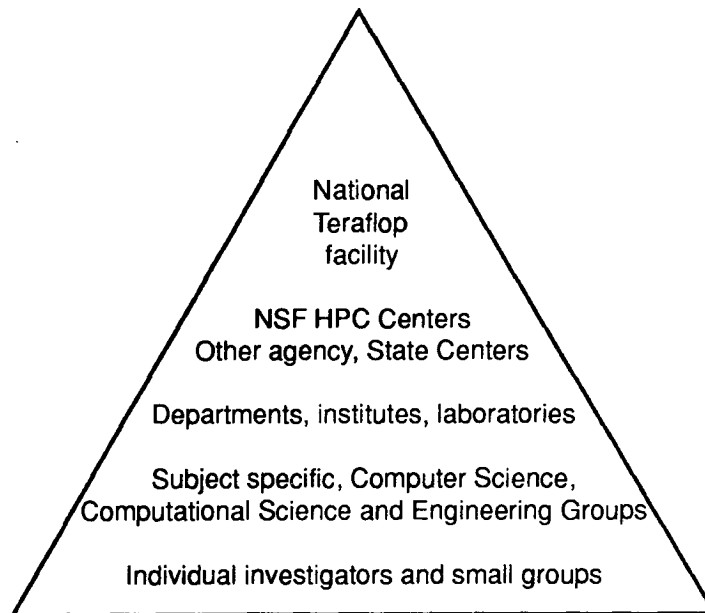 National
Teraflop
facility
NSF HPC Centers
Other agency, State Centers
Departments, institutes, laboratories
Subject specific, Computer Science,
Computational Science and Engineering Groups
Individual investigators and small groups